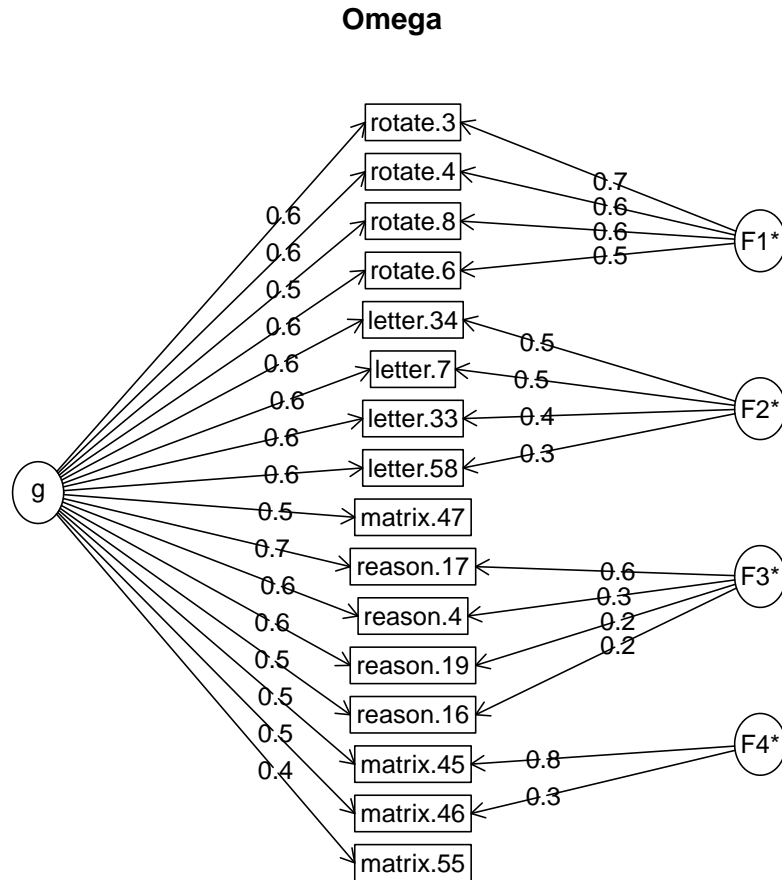 Omega
rotate.3
rotate.4
rotate.8
rotate.6
letter.34
letter.7
letter.33
letter.58
matrix.47
reason.17
reason.4
reason.19
reason.16
matrix.45
matrix.46
matrix.55
g
0.6
0.6
0.5
0.6
0.6
0.6
0.6
0.6
0.5
0.7
0.6
0.6
0.5
0.5
0.5
0.4
F1*
0.7
0.6
0.6
0.5
F2*
0.5
0.5
0.4
0.3
F3*
0.6
0.3
0.2
0.2
F4*
0.8
0.3